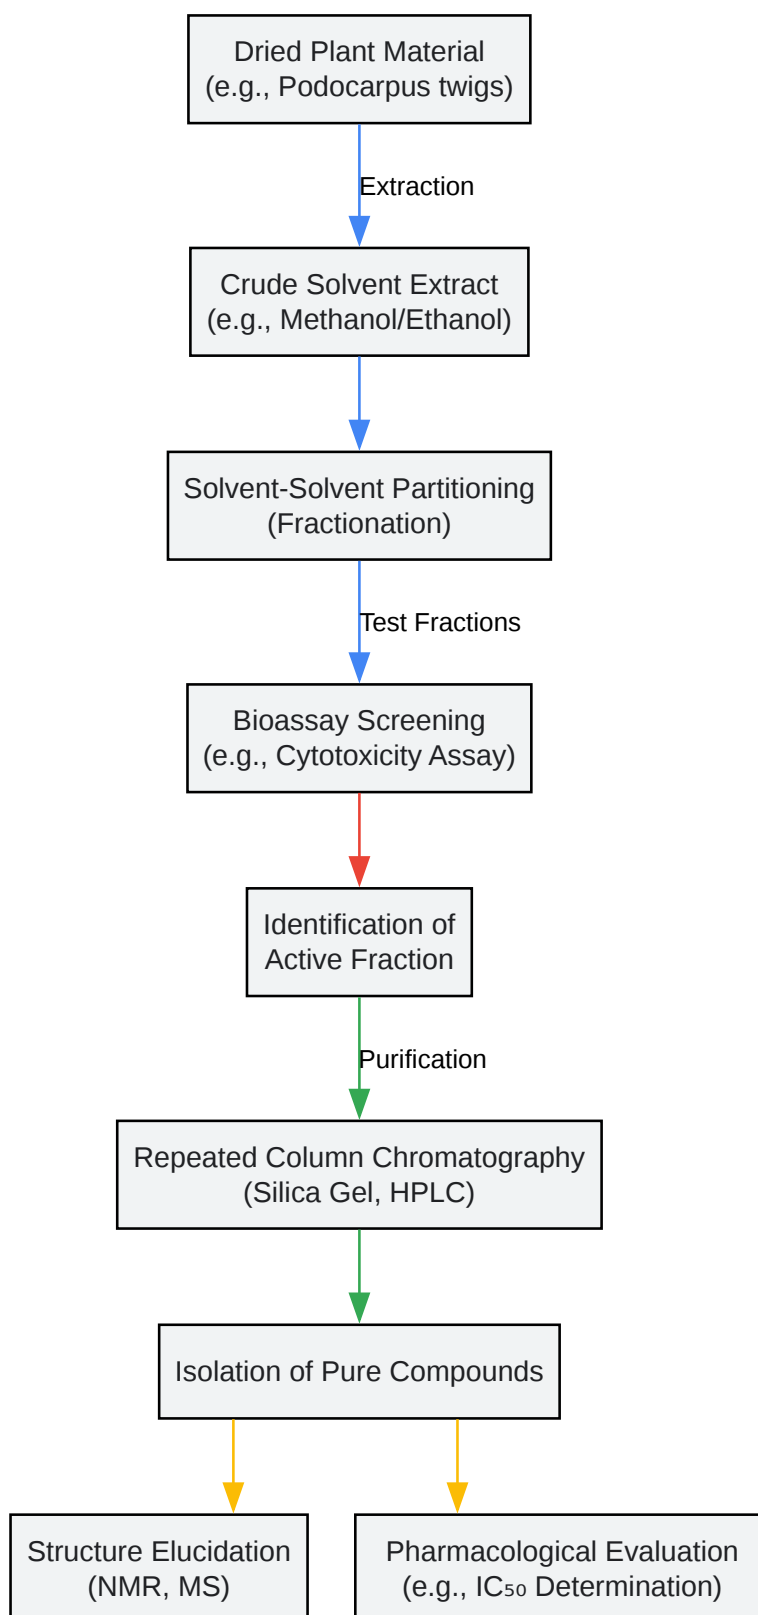 Dried Plant Material
(e.g., Podocarpus twigs)
Extraction
Crude Solvent Extract
(e.g., Methanol/Ethanol)
Solvent-Solvent Partitioning
(Fractionation)
Test Fractions
Bioassay Screening
(e.g., Cytotoxicity Assay)
Identification of
Active Fraction
Purification
Repeated Column Chromatography
(Silica Gel, HPLC)
Isolation of Pure Compounds
Structure Elucidation
(NMR, MS)
Pharmacological Evaluation
(e.g., IC₅₀ Determination)